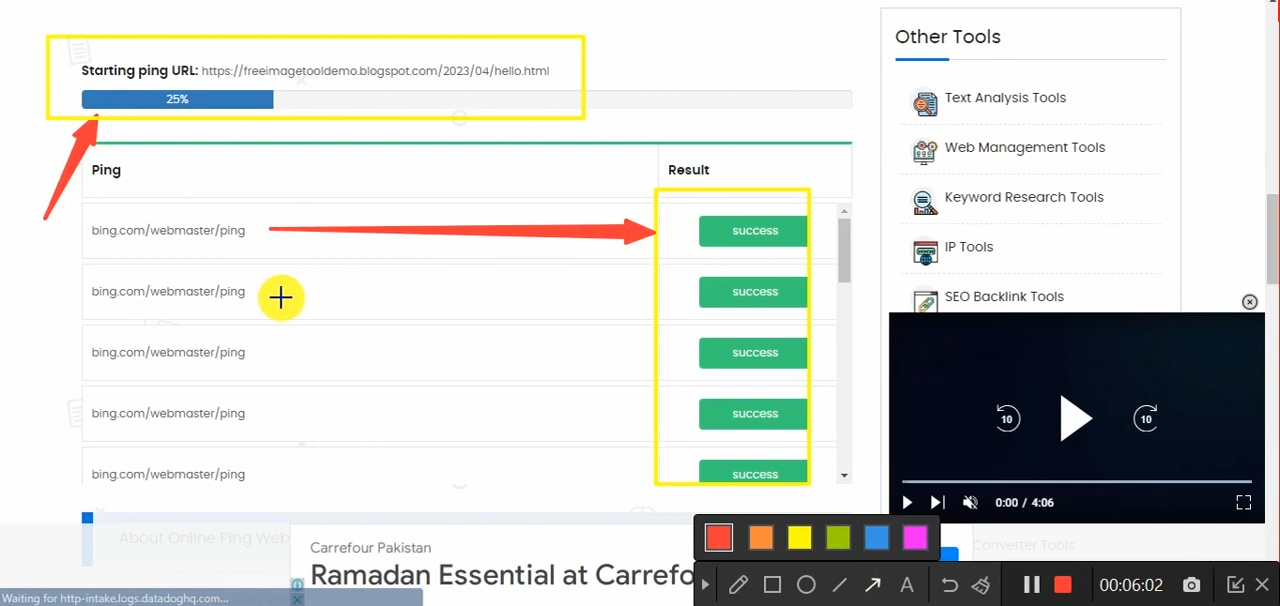 Starting ping URL: https://freeimagetooldemo.blogspot.com/2023/04/hello.html
25%
Ping Result
bing.com/webmaster/ping success
bing.com/webmaster/ping success
bing.com/webmaster/ping success
bing.com/webmaster/ping success
bing.com/webmaster/ping success
About Online Ping Web
Carrefour Pakistan
Ramadan Essential at Carrefo
Waiting for http-intake.logs.datadoghq.com...
Other Tools
Text Analysis Tools
Web Management Tools
Keyword Research Tools
IP Tools
SEO Backlink Tools
10 10
0:00 / 4:06
Converter Tools
A
00:06:02